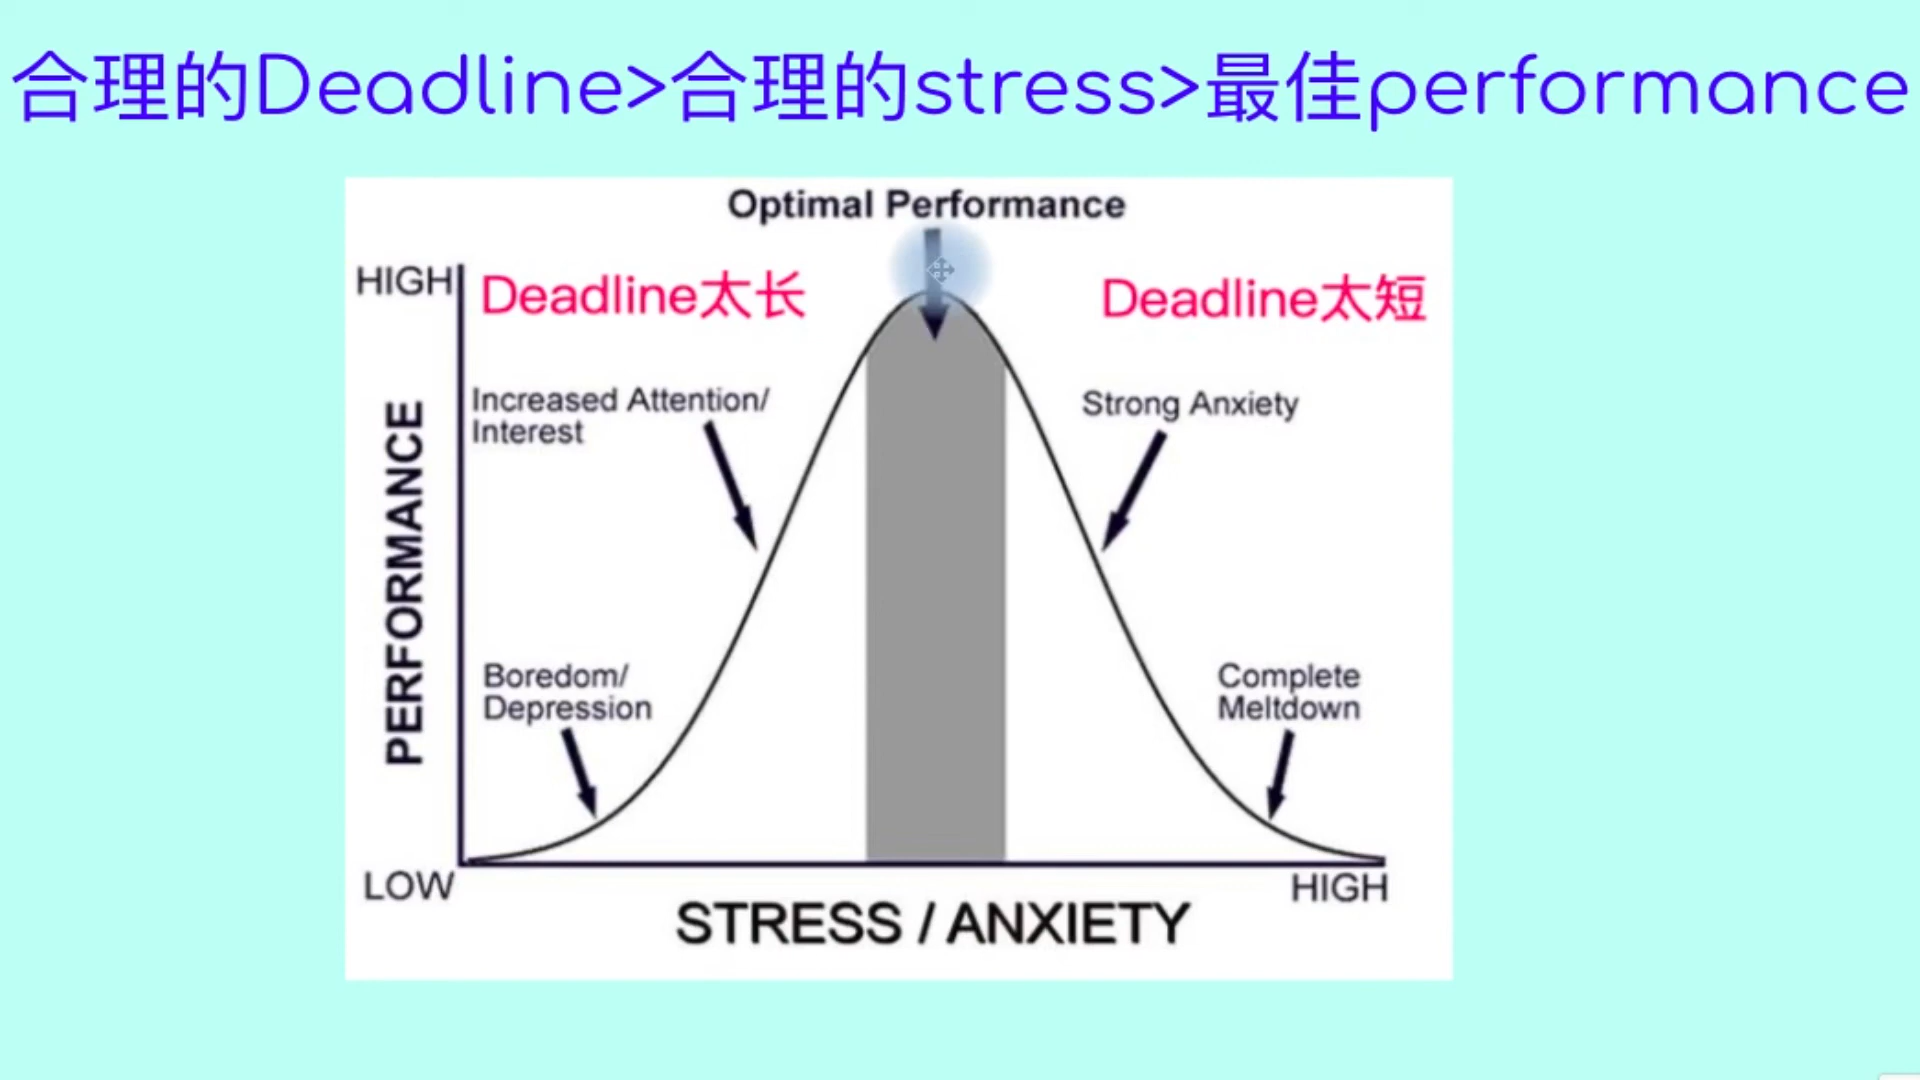 合理的Deadline>合理的stress>最佳performance
Optimal Performance
HIGH
Deadline太长
Deadline太短
Increased Attention/
Interest
Strong Anxiety
PERFORMANCE
Boredom/
Depression
Complete
Meltdown
LOW
HIGH
STRESS / ANXIETY